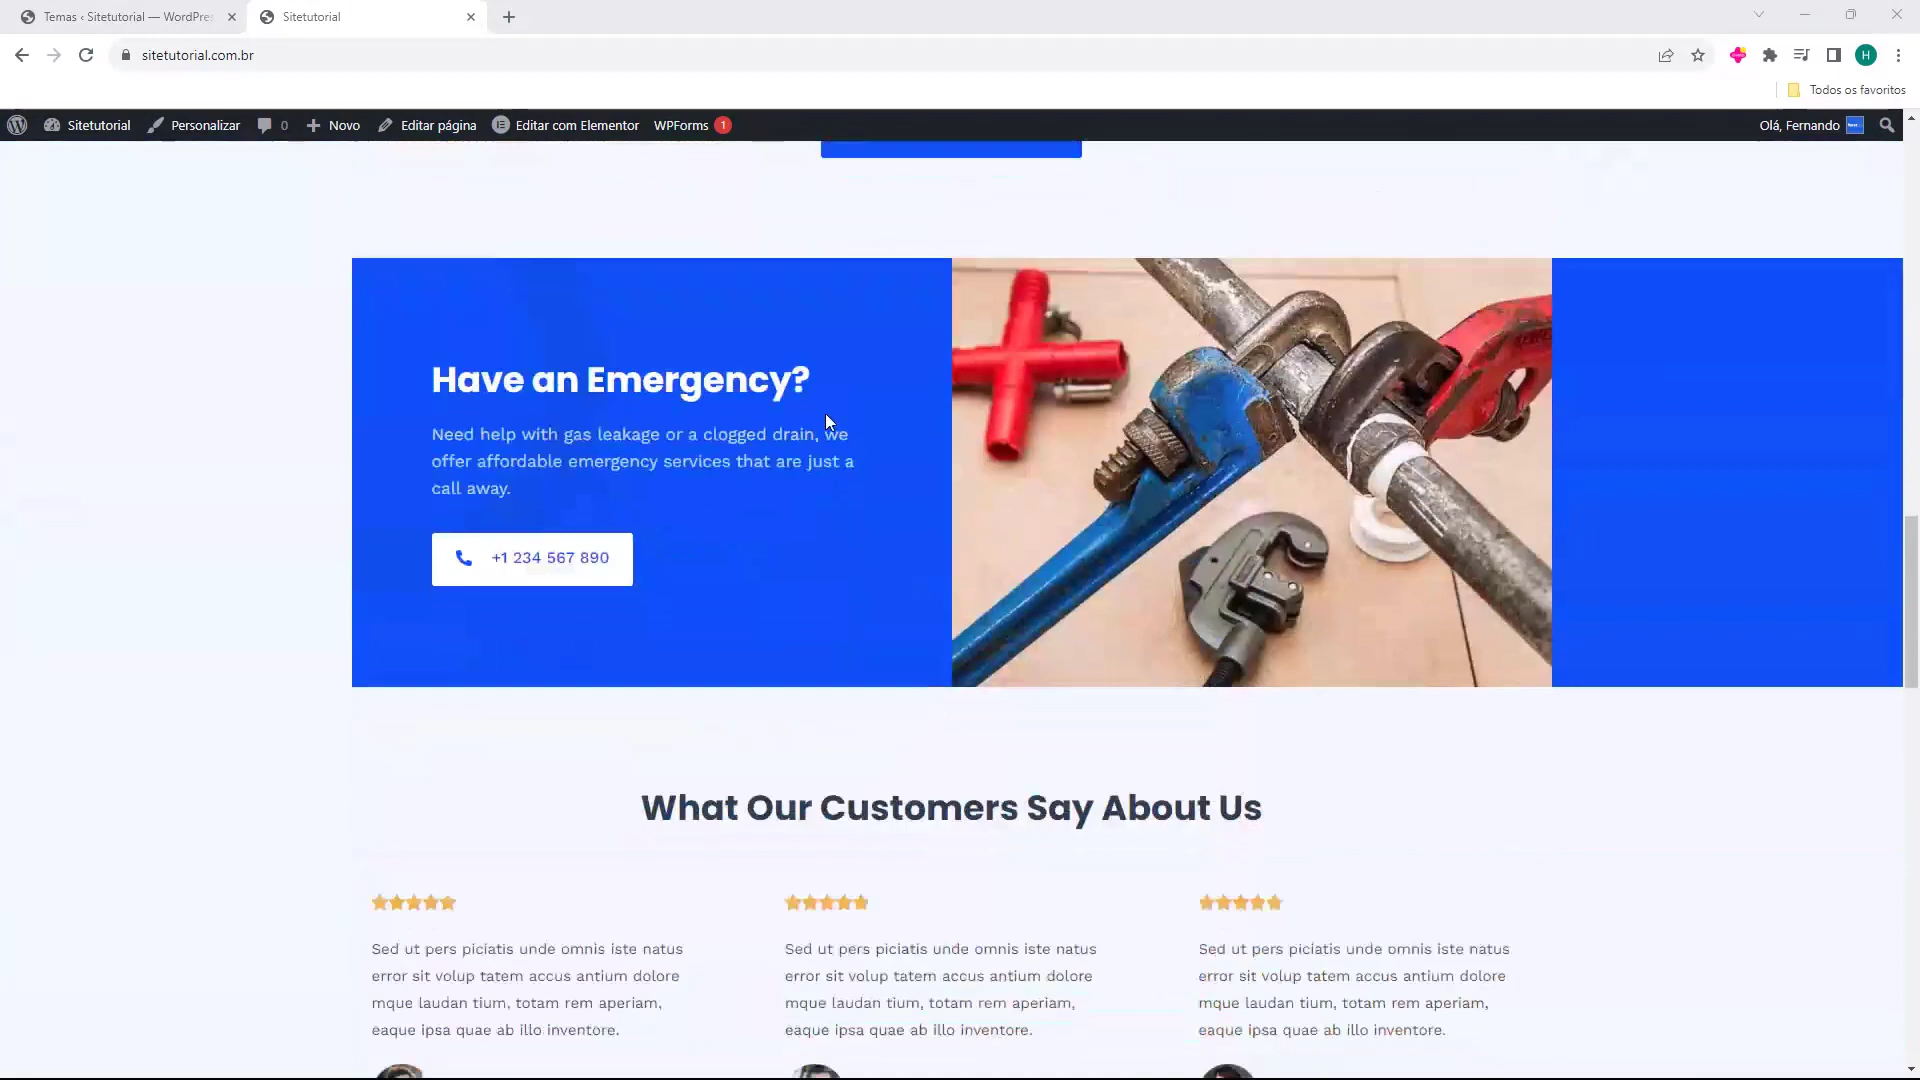 Temas ‹ Sitetutorial — WordPres
Sitetutorial
sitetutorial.com.br
H
Todos os favoritos
Sitetutorial
Personalizar
0
Novo
Editar página
Editar com Elementor
WPForms 1
Olá, Fernando
Have an Emergency?
Need help with gas leakage or a clogged drain, we
offer affordable emergency services that are just a
call away.
+1 234 567 890
What Our Customers Say About Us
Sed ut pers piciatis unde omnis iste natus
error sit volup tatem accus antium dolore
mque laudan tium, totam rem aperiam,
eaque ipsa quae ab illo inventore.
Sed ut pers piciatis unde omnis iste natus
error sit volup tatem accus antium dolore
mque laudan tium, totam rem aperiam,
eaque ipsa quae ab illo inventore.
Sed ut pers piciatis unde omnis iste natus
error sit volup tatem accus antium dolore
mque laudan tium, totam rem aperiam,
eaque ipsa quae ab illo inventore.